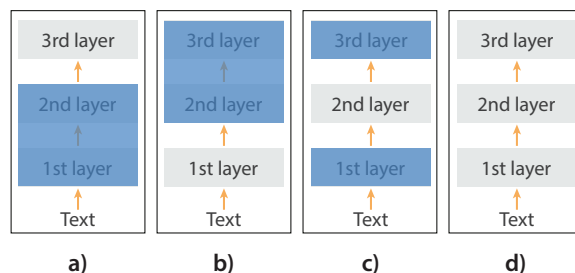 3rd layer 3rd layer 3rd layer 3rd layer
2nd layer 2nd layer 2nd layer 2nd layer
1st layer 1st layer 1st layer 1st layer
Text Text Text Text
a) b) c) d)